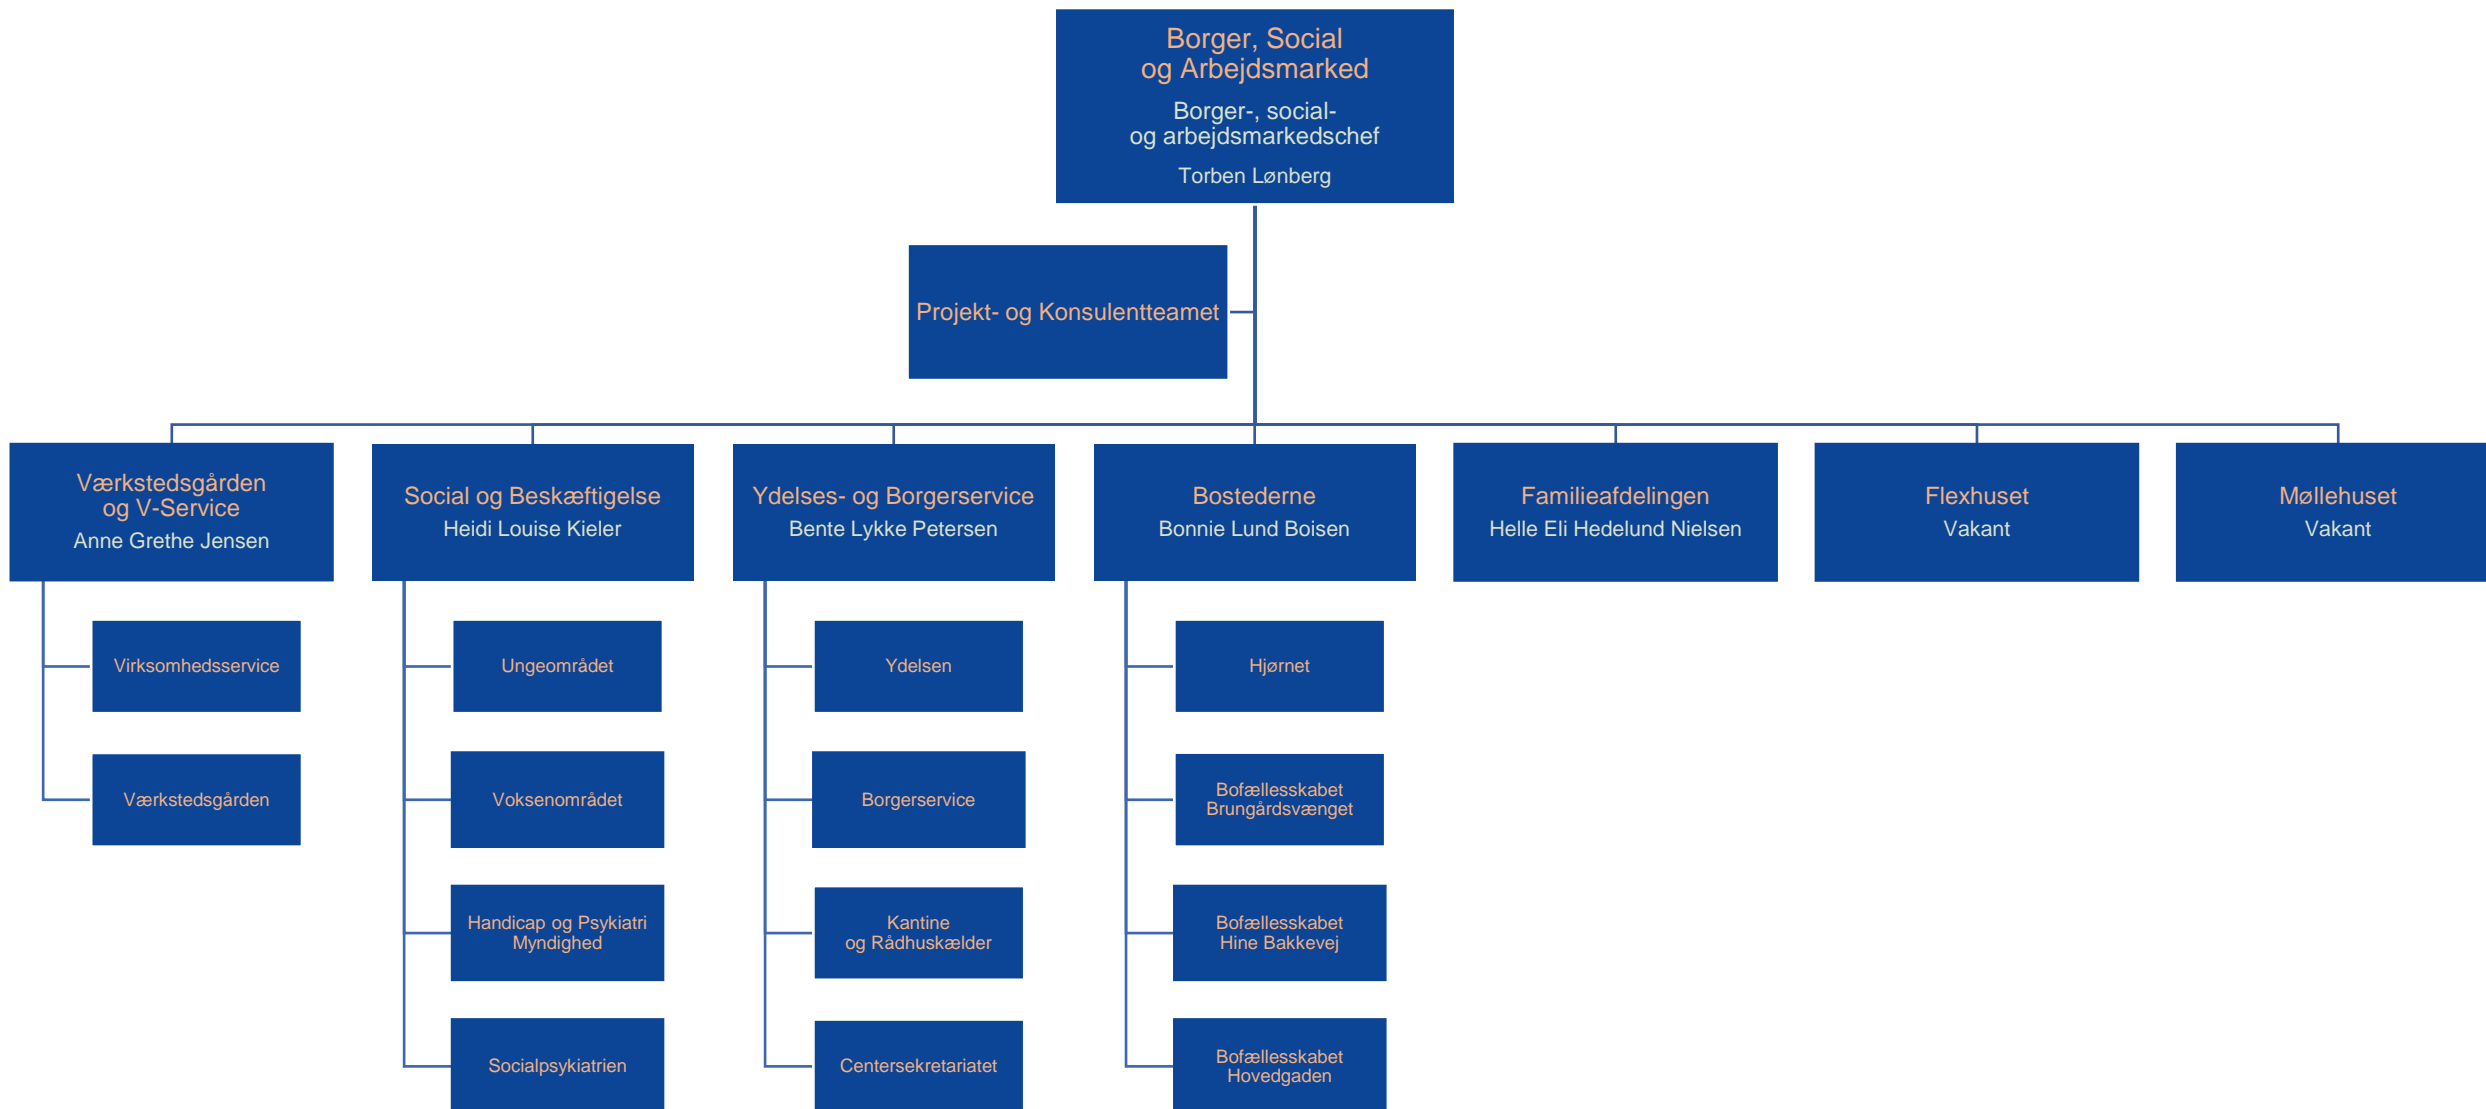 Borger, Social
og Arbejdsmarked
Borger-, social-
og arbejdsmarkedschef
Torben Lønberg
Projekt- og Konsulentteamet
Værkstedsgården
og V-Service
Anne Grethe Jensen
Social og Beskæftigelse
Heidi Louise Kieler
Ydelses- og Borgerservice
Bente Lykke Petersen
Bostederne
Bonnie Lund Boisen
Familieafdelingen
Helle Eli Hedelund Nielsen
Flexhuset
Vakant
Møllehuset
Vakant
Virksomhedsservice
Værkstedsgården
Ungeområdet
Voksenområdet
Handicap og Psykiatri
Myndighed
Socialpsykiatrien
Ydelsen
Borgerservice
Kantine
og Rådhuskælder
Centersekretariatet
Hjørnet
Bofællesskabet
Brungårdsvænget
Bofællesskabet
Hine Bakkevej
Bofællesskabet
Hovedgaden